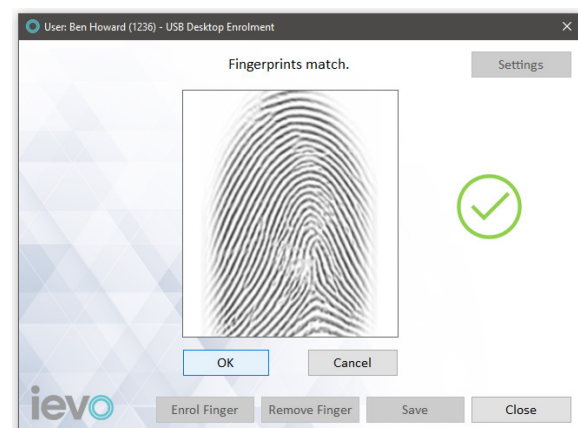 User: Ben Howard (1236) - USB Desktop Enrolment
Fingerprints match.
Settings
OK
Cancel
ievo
Enrol Finger
Remove Finger
Save
Close